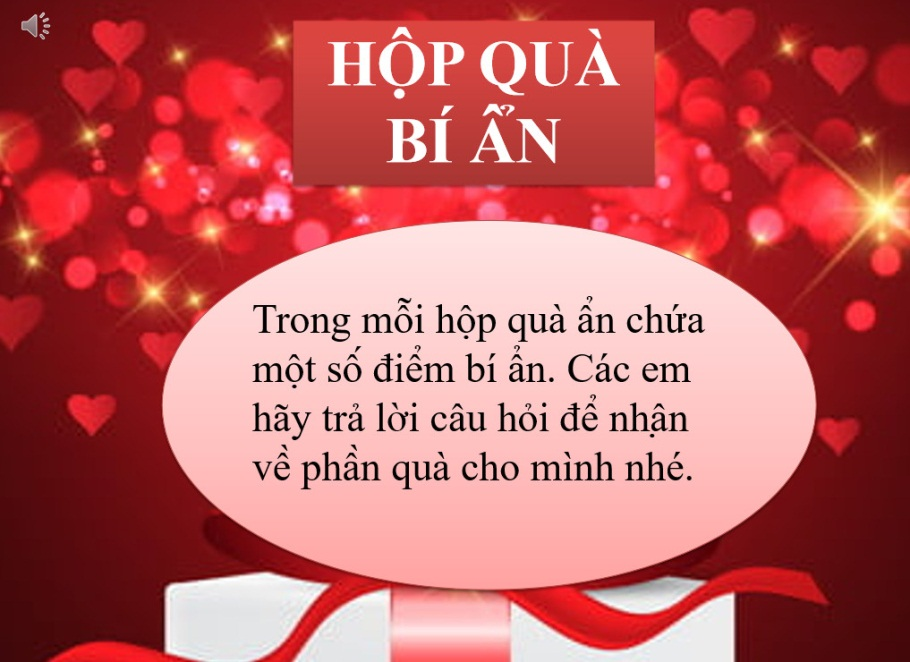 HỘP QUÀ
BÍ ẨN
Trong mỗi hộp quà ẩn chứa
một số điểm bí ẩn. Các em
hãy trả lời câu hỏi để nhận
về phần quà cho mình nhé.